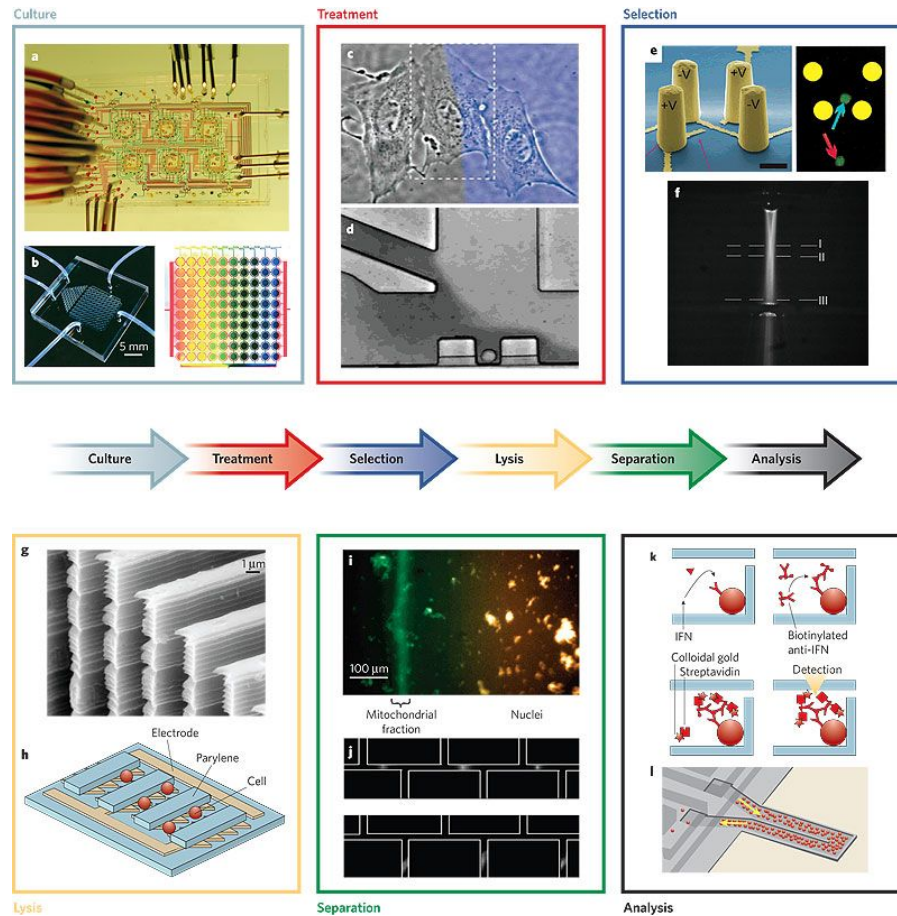 Culture
Treatment
Selection
a
b
5 mm
c
d
e
+V
-V
+V
-V
f
I
II
III
Culture
Treatment
Selection
Lysis
Separation
Analysis
g
1 μm
h
Electrode
Parylene
Cell
i
100 μm
Mitochondrial
fraction
Nuclei
j
k
IFN
Biotinylated
anti-IFN
Colloidal gold
Streptavidin
Detection
l
Lysis
Separation
Analysis